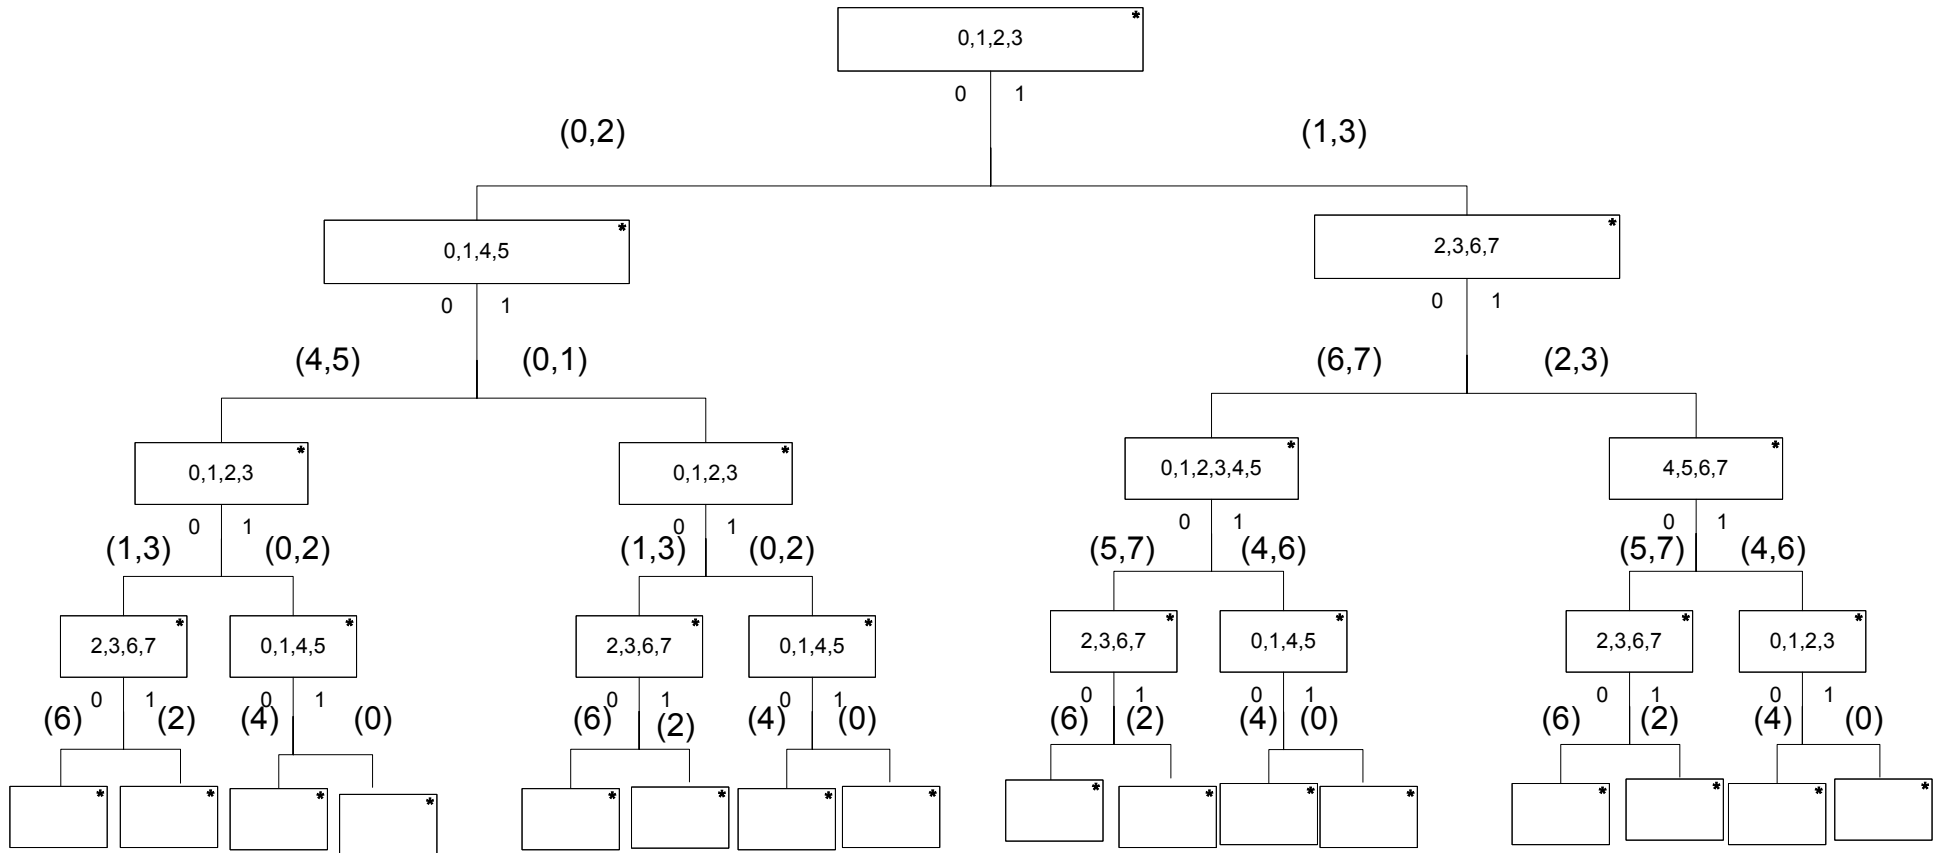 *
0,1,2,3
0 1
(0,2) (1,3)
* *
0,1,4,5 2,3,6,7
0 1 0 1
(4,5) (0,1) (6,7) (2,3)
* * * *
0,1,2,3 0,1,2,3 0,1,2,3,4,5 4,5,6,7
0 1 0 1 0 1 0 1
(1,3) (0,2) (1,3) (0,2) (5,7) (4,6) (5,7) (4,6)
* * * * * * * *
2,3,6,7 0,1,4,5 2,3,6,7 0,1,4,5 2,3,6,7 0,1,4,5 2,3,6,7 0,1,2,3
0 1 0 1 0 1 0 1 0 1 0 1 0 1 0 1
(6) (2) (4) (0) (6) (2) (4) (0) (6) (2) (4) (0) (6) (2) (4) (0)
* * * * * * * * * * * * * * * *